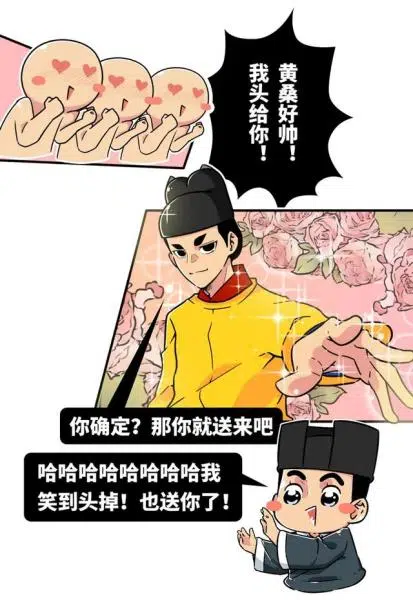 黄桑好帅！
我头给你！
你确定？那你就送来吧
哈哈哈哈哈哈哈哈我
笑到头掉！也送你了！